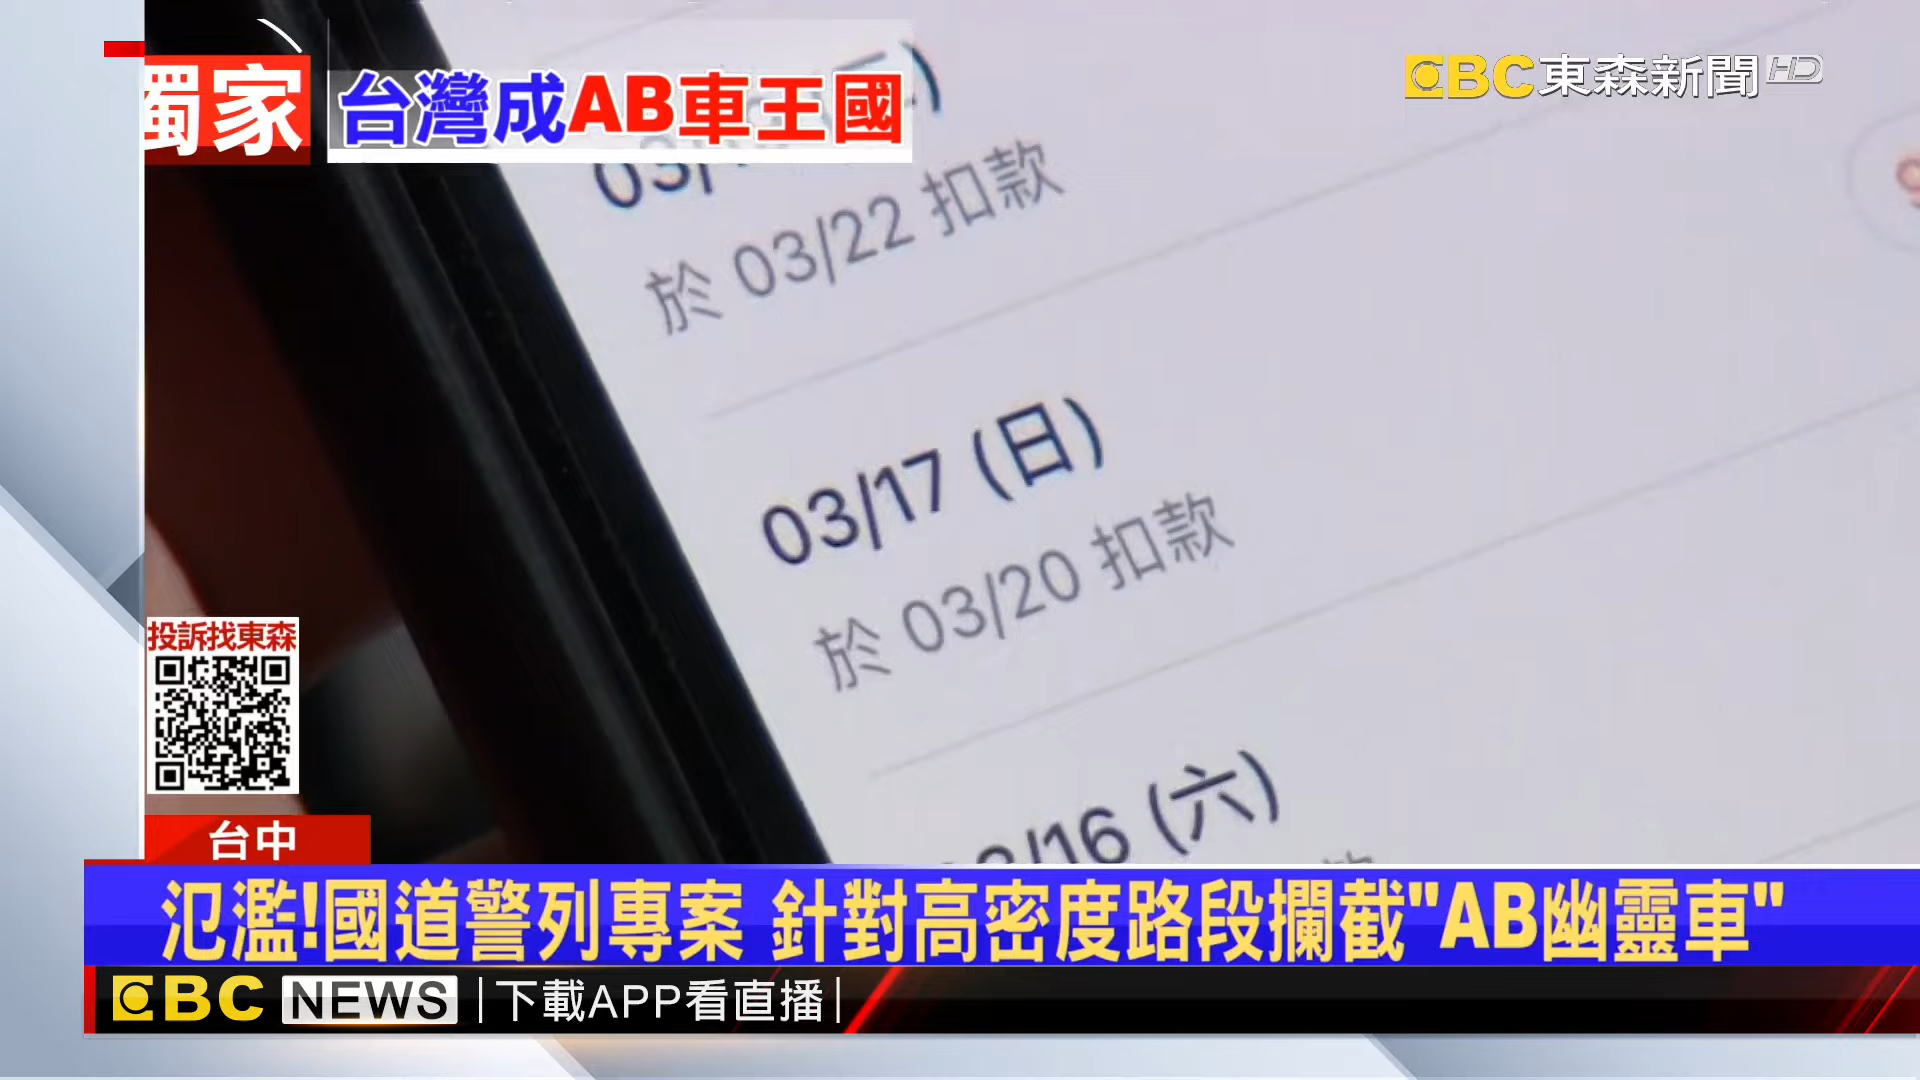 獨家
台灣成AB車王國
EBC東森新聞HD
於 03/22 扣款
03/17 (日)
於 03/20 扣款
/16 (六)
投訴找東森
台中
氾濫!國道警列專案 針對高密度路段攔截"AB幽靈車"
EBC NEWS 下載APP看直播